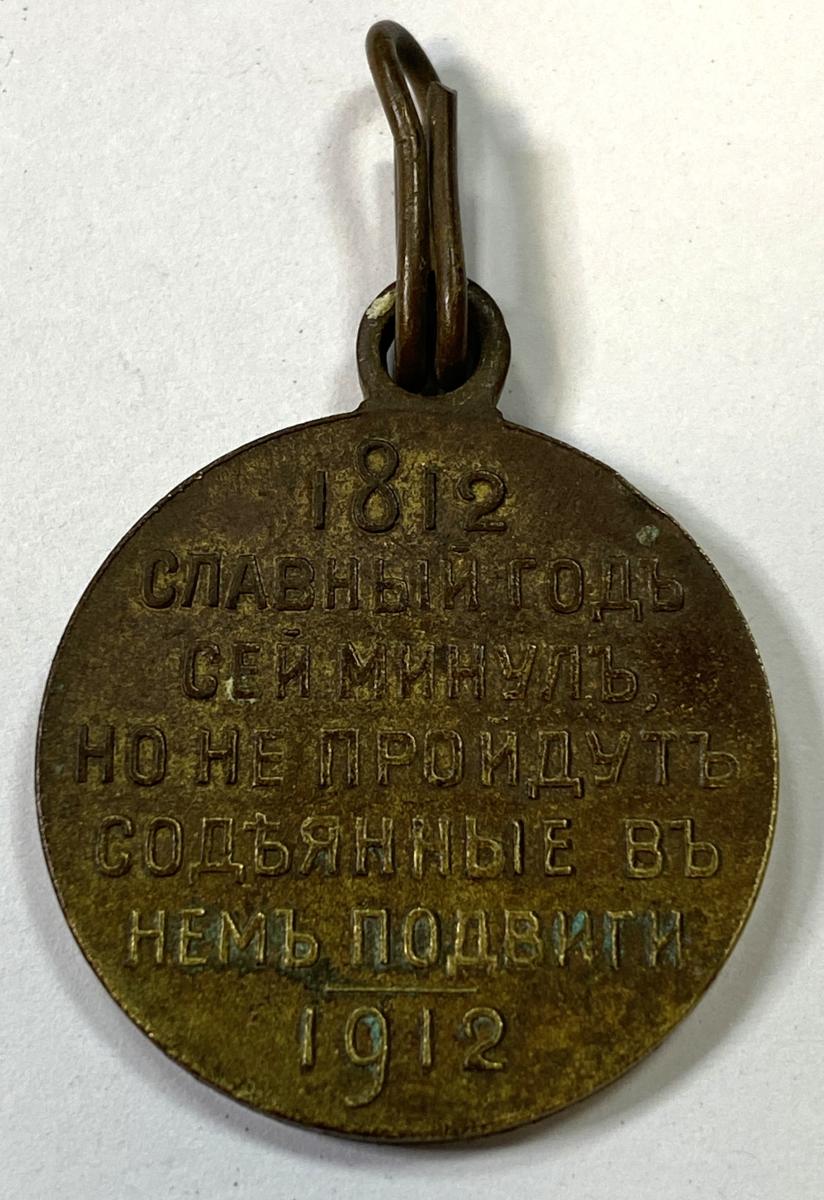 1812
СЛАВНЫЙ ГОДЪ
СЕЙ МИНУЛЪ,
НО НЕ ПРОЙДУТЪ
СОДѢЯННЫЕ ВЪ
НЕМЪ ПОДВИГИ
1912